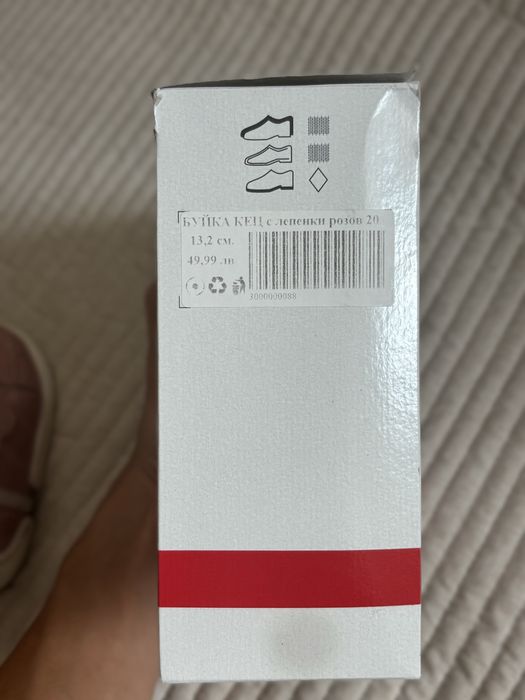 БУЙКА КЕЦ с лепенки розов 20
13,2 см.
49,99 лв
3000000088